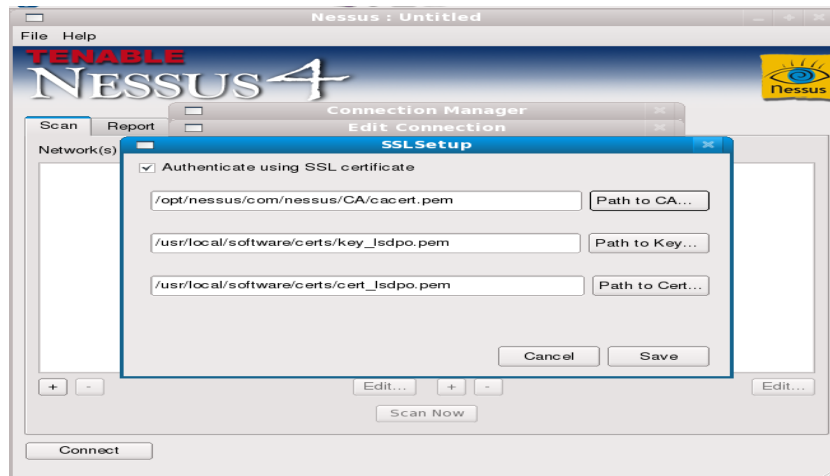 Nessus : Untitled
File Help
TENABLE
NESSUS4
nessus
Connection Manager
Scan Report
Edit Connection
Network(s)
SSLSetup
Authenticate using SSL certificate
/opt/nessus/com/nessus/CA/cacert.pem
Path to CA...
/usr/local/software/certs/key_lsdpo.pem
Path to Key...
/usr/local/software/certs/cert_lsdpo.pem
Path to Cert...
Cancel Save
+ - Edit... + - Edit...
Scan Now
Connect